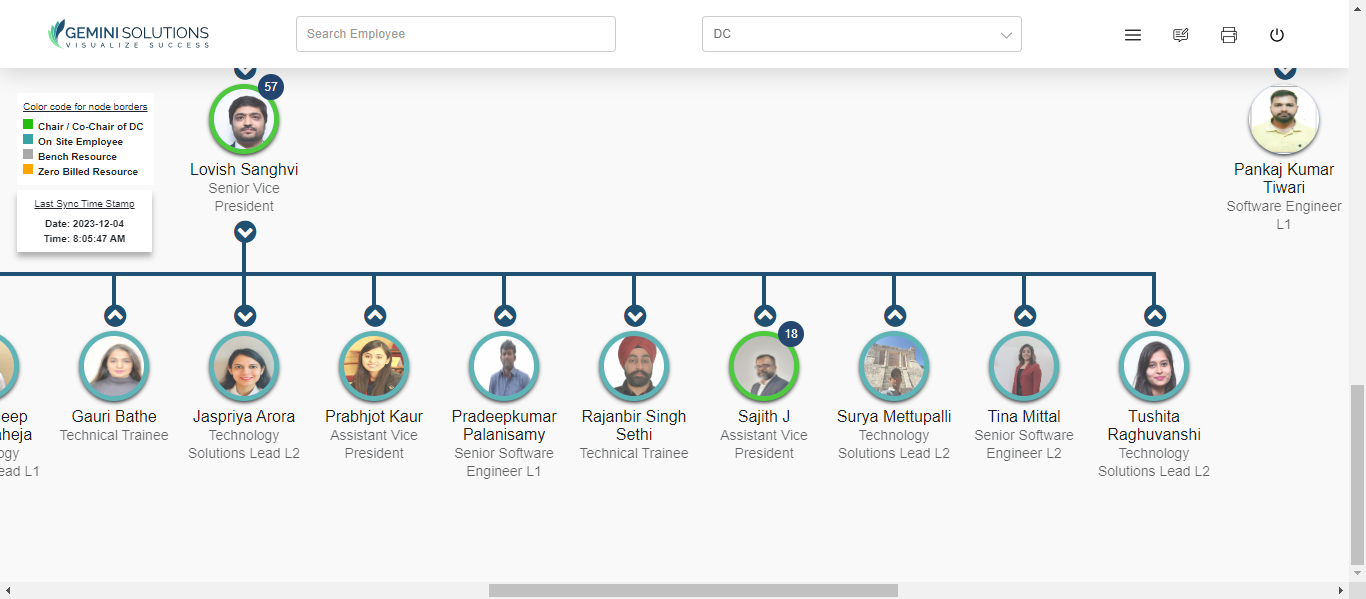 GEMINI SOLUTIONS
VISUALIZE SUCCESS
Search Employee
DC
Color code for node borders
Chair / Co-Chair of DC
On Site Employee
Bench Resource
Zero Billed Resource
Last Sync Time Stamp
Date: 2023-12-04
Time: 8:05:47 AM
57
Lovish Sanghvi
Senior Vice
President
Pankaj Kumar
Tiwari
Software Engineer
L1
eep
heja
ogy
ead L1
Gauri Bathe
Technical Trainee
Jaspriya Arora
Technology
Solutions Lead L2
Prabhjot Kaur
Assistant Vice
President
Pradeepkumar
Palanisamy
Senior Software
Engineer L1
Rajanbir Singh
Sethi
Technical Trainee
18
Sajith J
Assistant Vice
President
Surya Mettupalli
Technology
Solutions Lead L2
Tina Mittal
Senior Software
Engineer L2
Tushita
Raghuvanshi
Technology
Solutions Lead L2